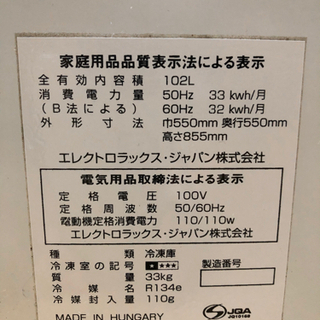 家庭用品品質表示法による表示
全有効内容積 102L
消費電力量 50Hz 33 kwh/月
(B法による) 60Hz 32 kwh/月
外形寸法 巾550mm 奥行550mm
高さ855mm
エレクトロラックス・ジャパン株式会社
電気用品取締法による表示
定格電圧 100V
定格周波数 50/60Hz
電動機定格消費電力 110/110w
エレクトロラックス・ジャパン株式会社
種類 冷凍庫
冷凍室の記号 ★★★★
質量 33kg
製造番号
冷媒名 R134e
冷媒封入量 110g
MADE IN HUNGARY
S JQA